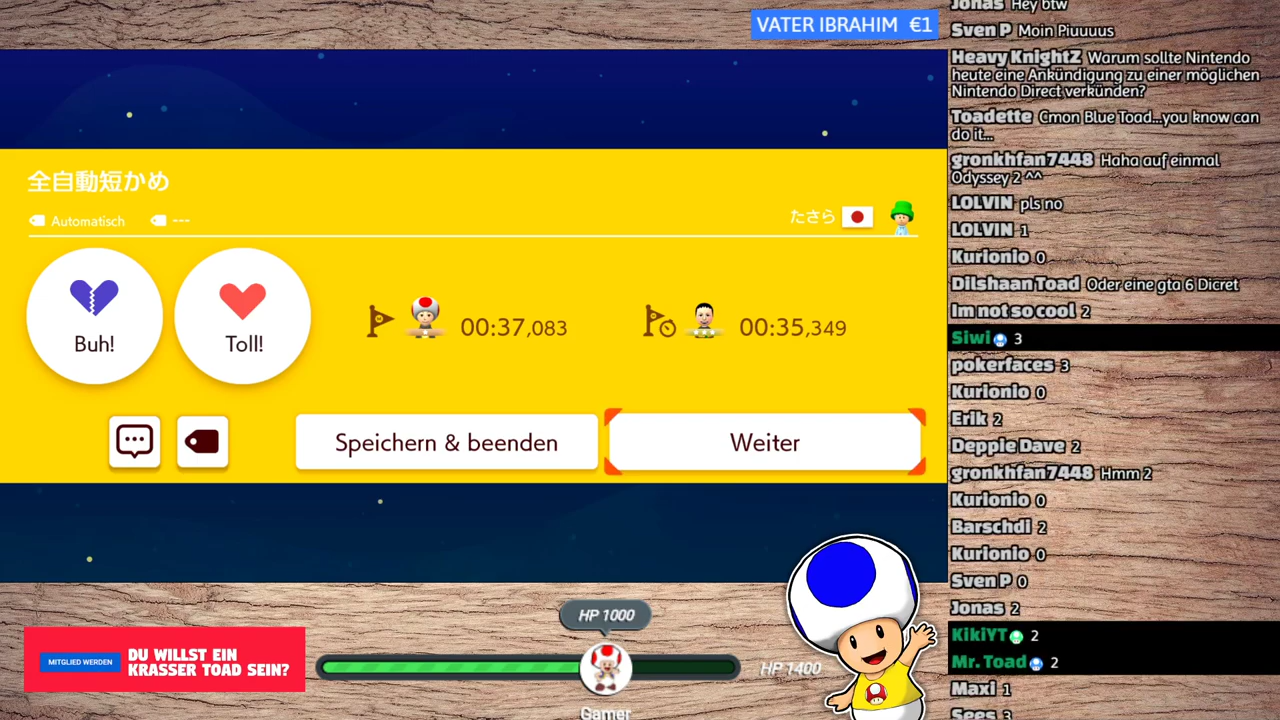 VATER IBRAHIM €1
全自動短かめ
Automatisch ---
たさら
Buh!
Toll!
00:37,083
00:35,349
Speichern & beenden
Weiter
HP 1000
HP 1400
Gamer
MITGLIED WERDEN
DU WILLST EIN
KRASSER TOAD SEIN?
Jonas Hey btw
Sven P Moin Piuuuus
Heavy KnightZ Warum sollte Nintendo
heute eine Ankündigung zu einer möglichen
Nintendo Direct verkünden?
Toadette Cmon Blue Toad...you know can
do it...
gronkhfan7448 Haha auf einmal
Odyssey 2 ^^
LOLVIN pls no
LOLVIN 1
Kurionio 0
Dilshaan Toad Oder eine gta 6 Dicret
Im not so cool 2
Siwi 3
pokerfaces 3
Kurionio 0
Erik 2
Deppie Dave 2
gronkhfan7448 Hmm 2
Kurionio 0
Barschdi 2
Kurionio 0
Sven P 0
Jonas 2
KikiYT 2
Mr. Toad 2
Maxi 1
Sees 3